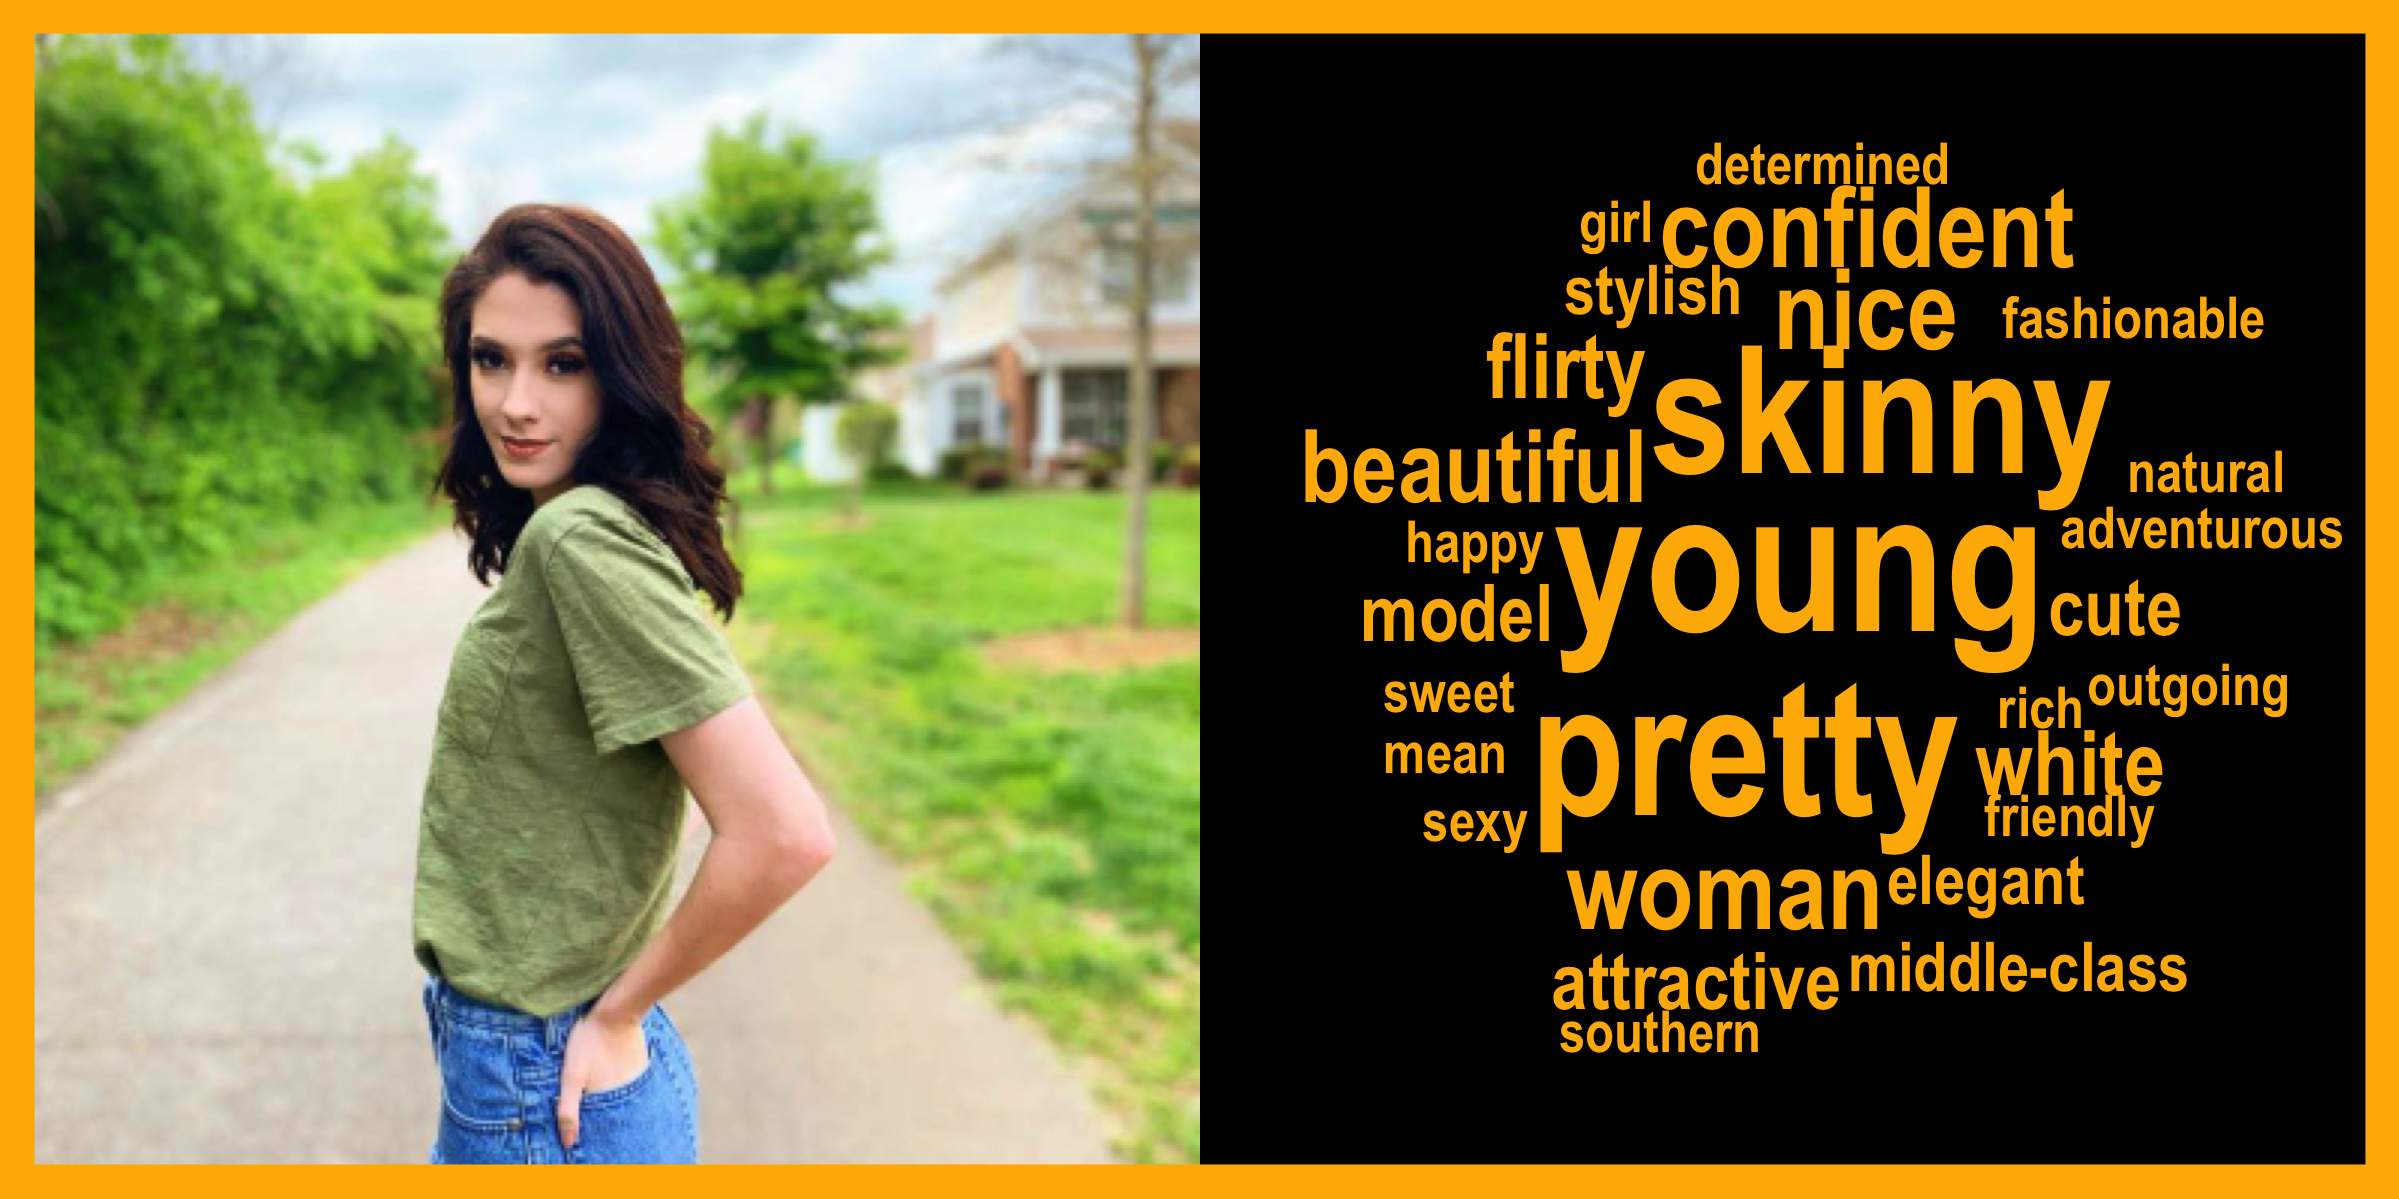 determined
girl confident
stylish nice fashionable
flirty skinny
beautiful natural
happy young adventurous
model cute
sweet pretty rich outgoing
mean white
sexy friendly
woman elegant
attractive middle-class
southern